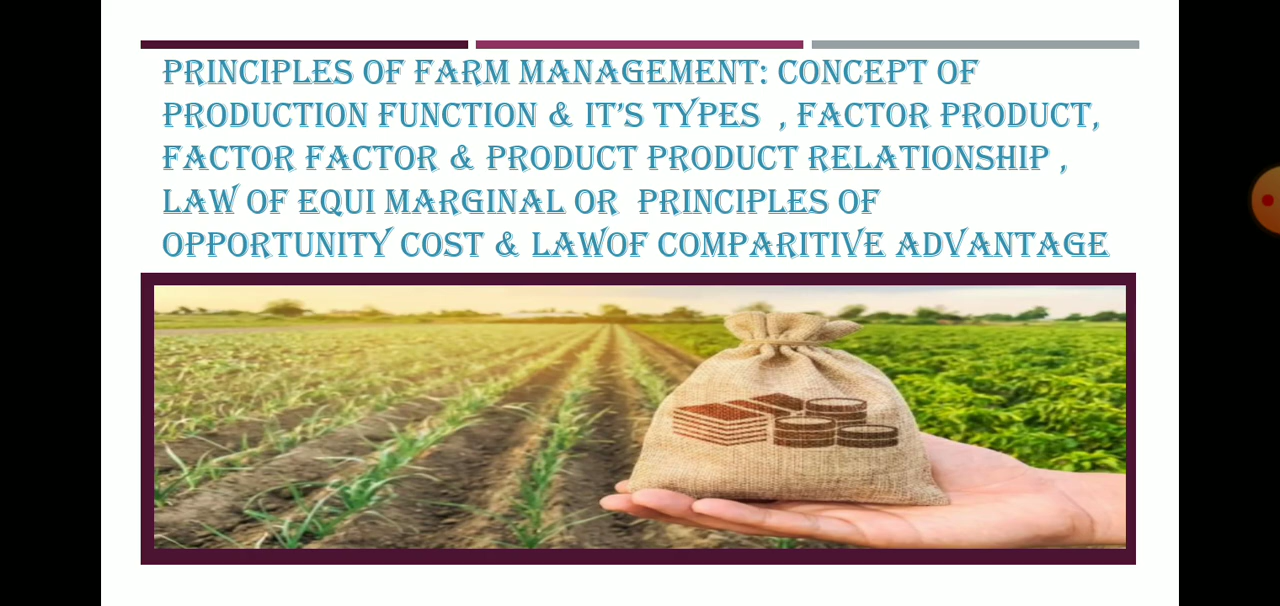 PRINCIPLES OF FARM MANAGEMENT: CONCEPT OF
PRODUCTION FUNCTION & IT'S TYPES , FACTOR PRODUCT,
FACTOR FACTOR & PRODUCT PRODUCT RELATIONSHIP ,
LAW OF EQUI MARGINAL OR PRINCIPLES OF
OPPORTUNITY COST & LAWOF COMPARITIVE ADVANTAGE